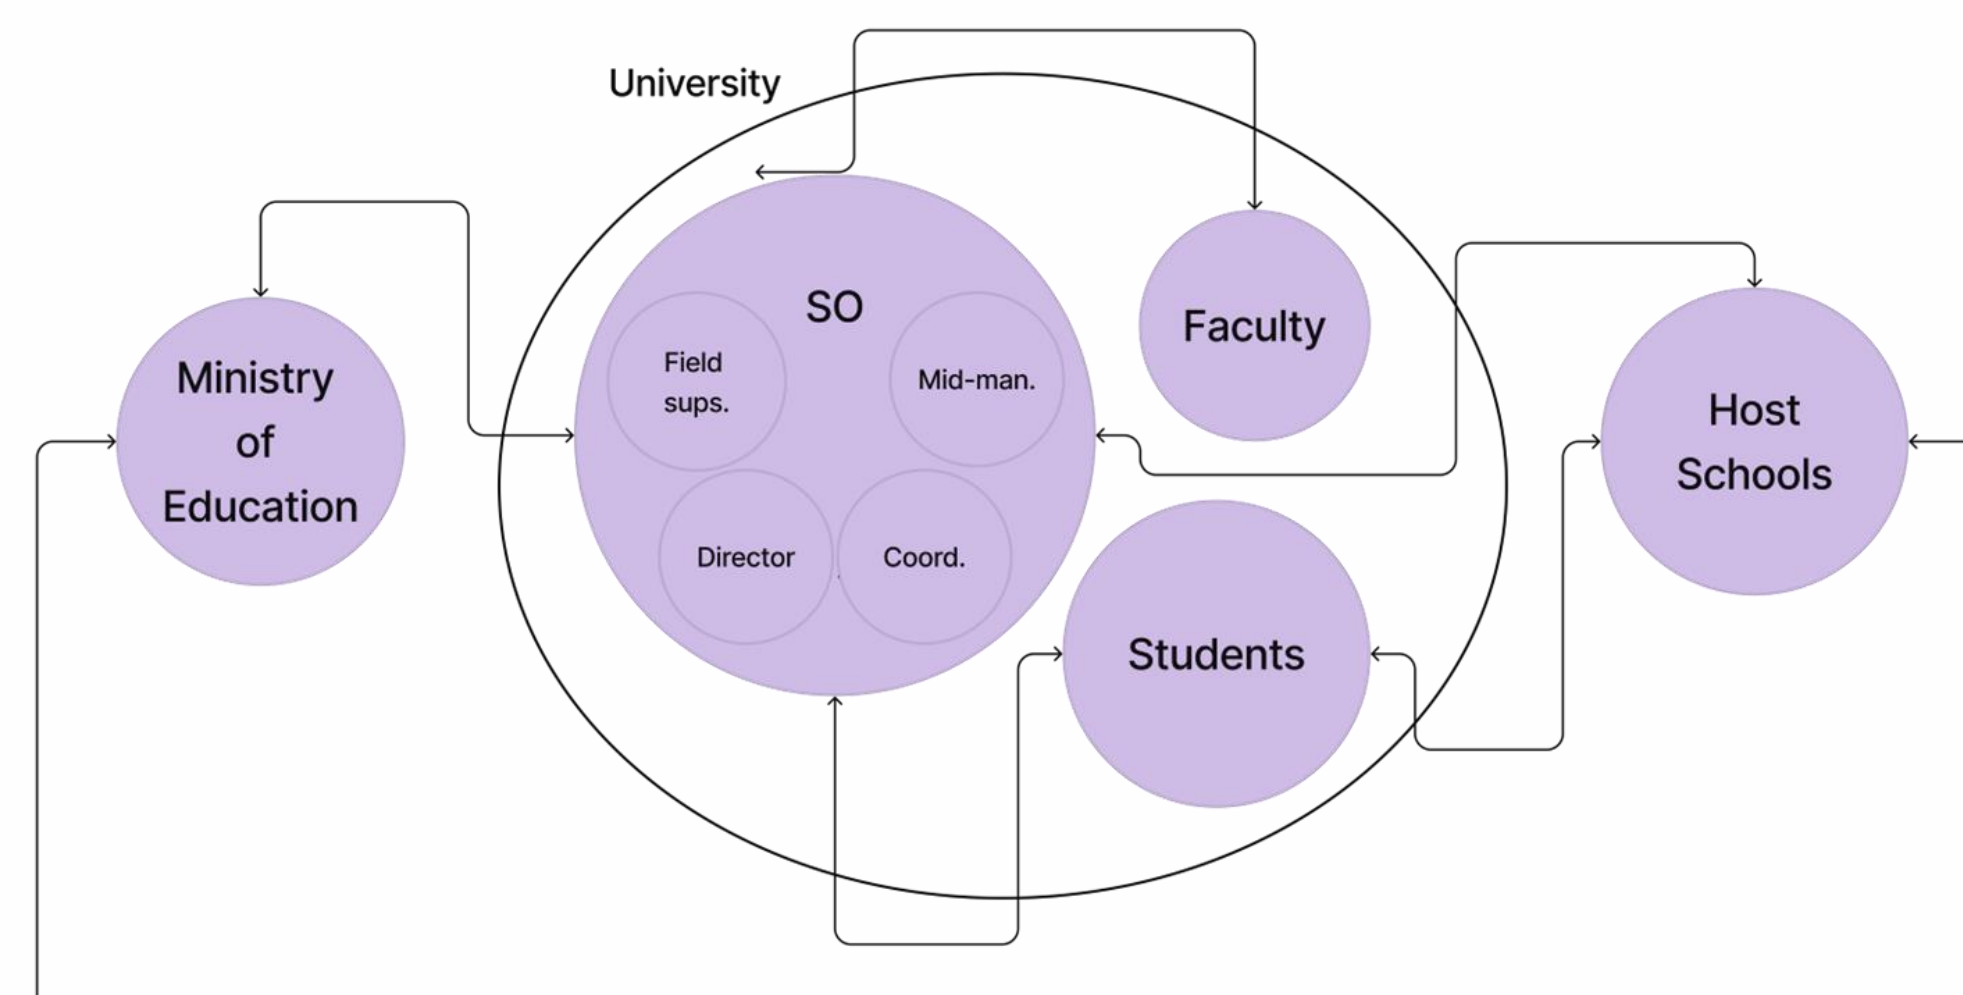 University
SO
Field
sups.
Mid-man.
Director
Coord.
Faculty
Students
Ministry
of
Education
Host
Schools